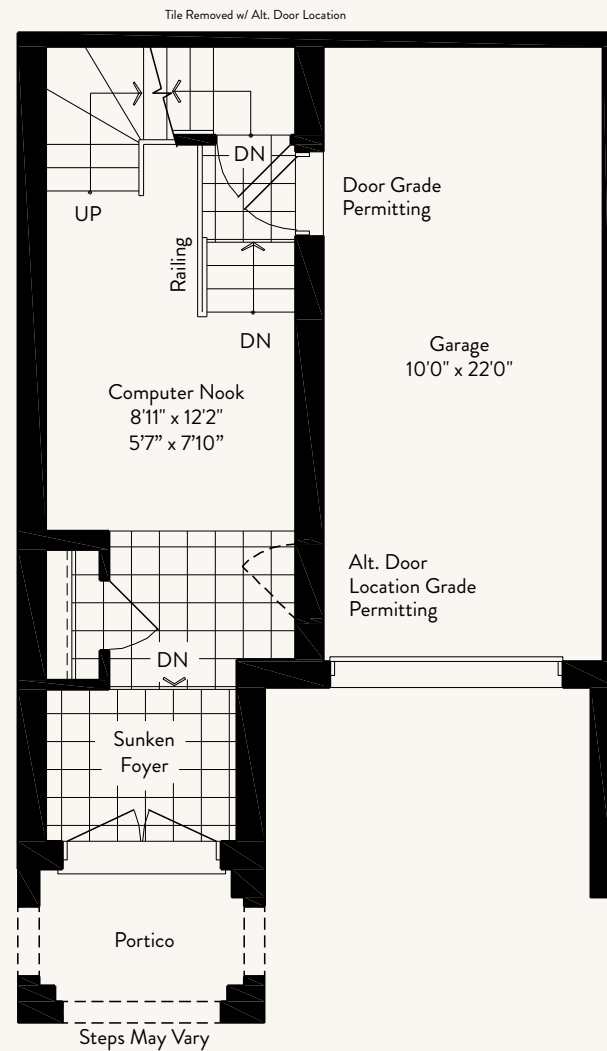 Tile Removed w/ Alt. Door Location
DN
Door Grade
Permitting
UP
Railing
DN
Garage
10'0" x 22'0"
Computer Nook
8'11" x 12'2"
5’7” x 7’10”
Alt. Door
Location Grade
Permitting
DN
Sunken
Foyer
Portico
Steps May Vary